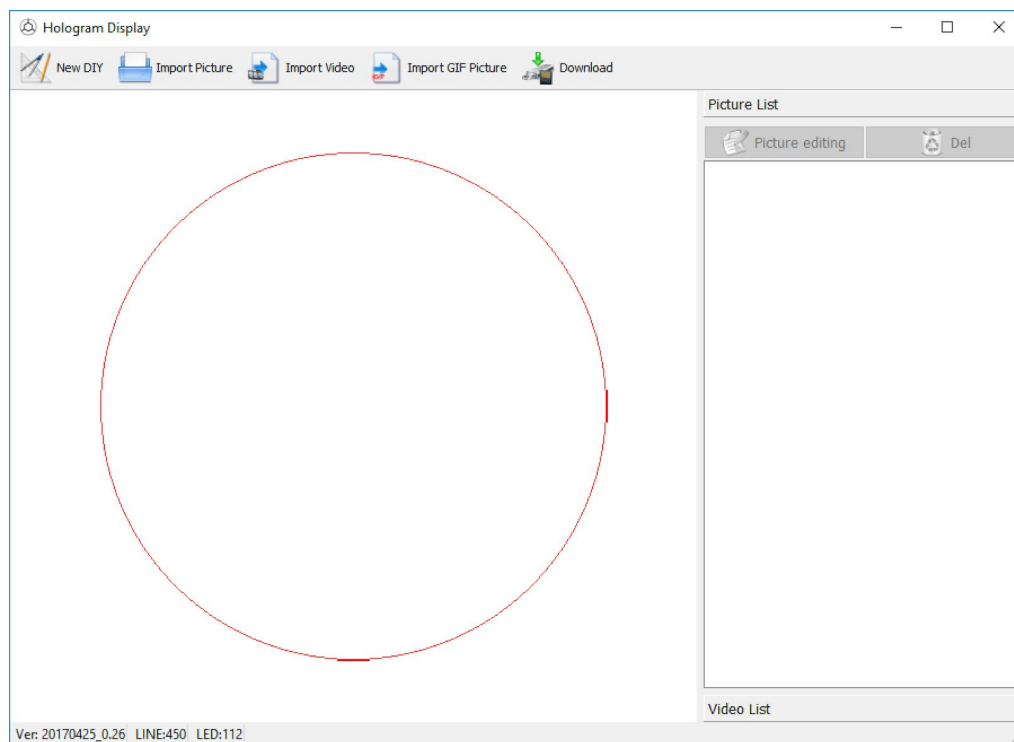 Hologram Display
New DIY Import Picture Import Video GIF Import GIF Picture Download
Picture List
Picture editing Del
Video List
Ver: 20170425_0.26 LINE:450 LED:112